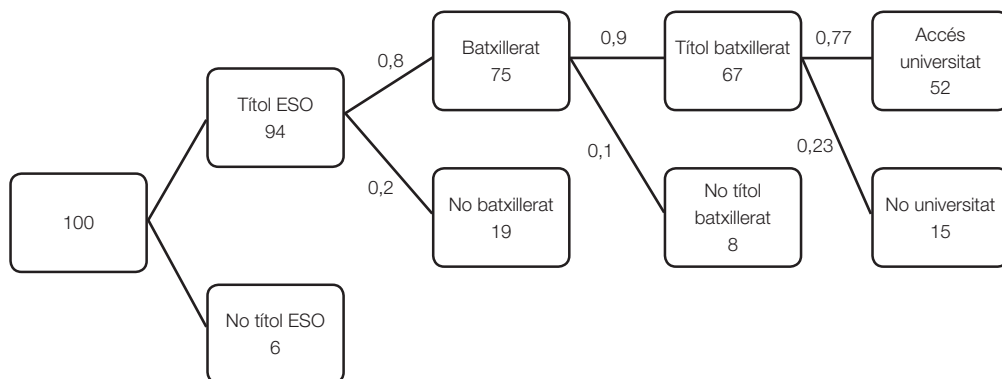 100
Títol ESO
94
No títol ESO
6
0,8
0,2
Batxillerat
75
No batxillerat
19
0,9
0,1
Títol batxillerat
67
No títol
batxillerat
8
0,77
0,23
Accés
universitat
52
No universitat
15